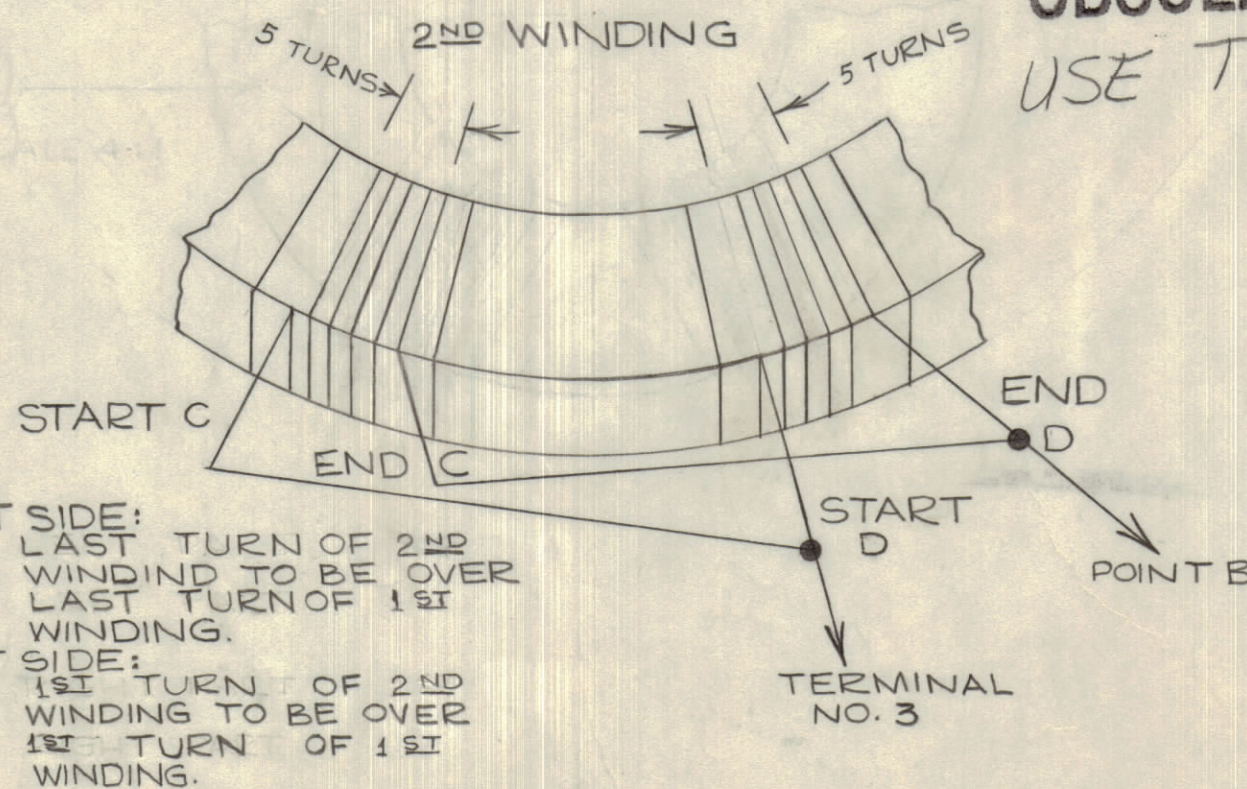 2ND WINDING
5 TURNS
5 TURNS
USE
START C
END C
END
D
START
D
POINT B
TERMINAL
NO. 3
SIDE:
LAST TURN OF 2ND
WINDIND TO BE OVER
LAST TURN OF 1ST
WINDING.
SIDE:
1ST TURN OF 2ND
WINDING TO BE OVER
1ST TURN OF 1ST
WINDING.